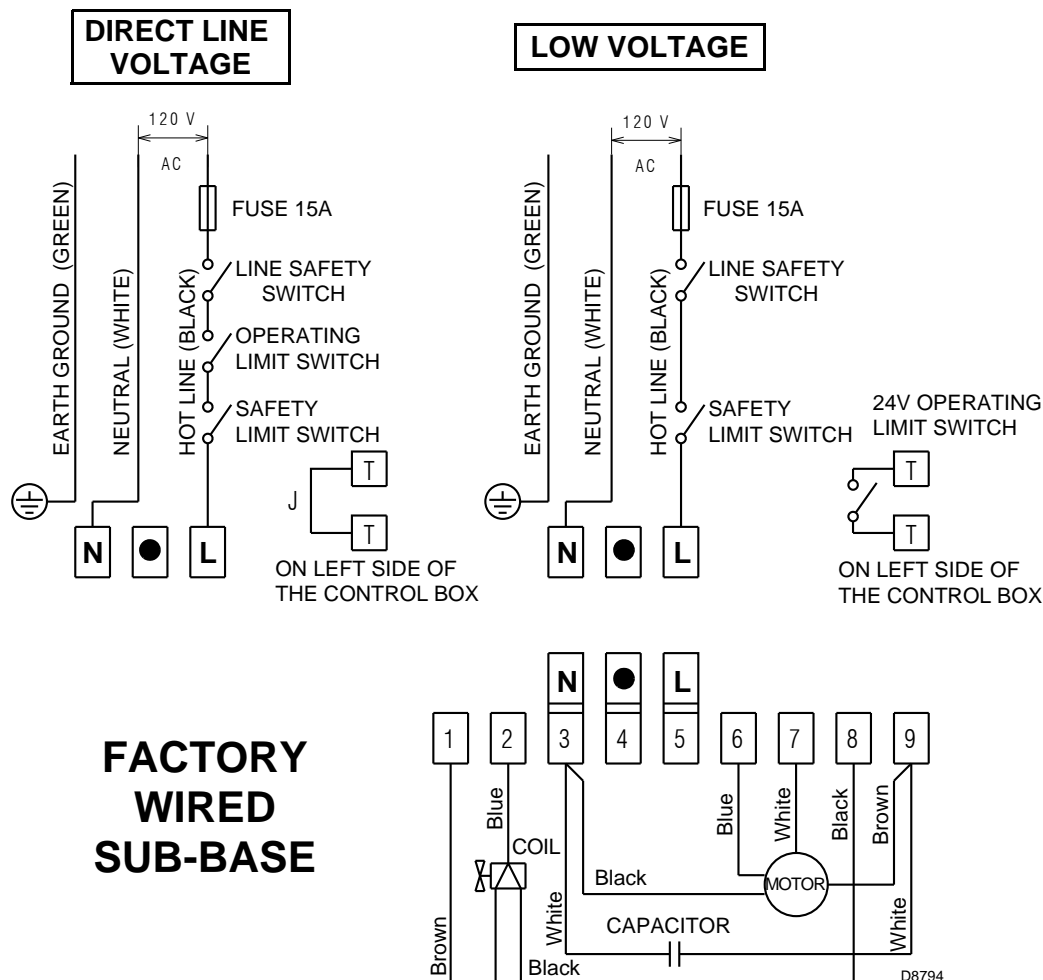 DIRECT LINE
VOLTAGE
120 V
AC
EARTH GROUND (GREEN)
NEUTRAL (WHITE)
HOT LINE (BLACK)
FUSE 15A
LINE SAFETY
SWITCH
OPERATING
LIMIT SWITCH
SAFETY
LIMIT SWITCH
J
T
T
N
L
ON LEFT SIDE OF
THE CONTROL BOX
LOW VOLTAGE
120 V
AC
EARTH GROUND (GREEN)
NEUTRAL (WHITE)
HOT LINE (BLACK)
FUSE 15A
LINE SAFETY
SWITCH
SAFETY
LIMIT SWITCH
24V OPERATING
LIMIT SWITCH
T
T
N
L
ON LEFT SIDE OF
THE CONTROL BOX
FACTORY
WIRED
SUB-BASE
N
L
1
2
3
4
5
6
7
8
9
Blue
Blue
White
Black
Brown
COIL
Black
MOTOR
Brown
White
CAPACITOR
White
Black
D8794